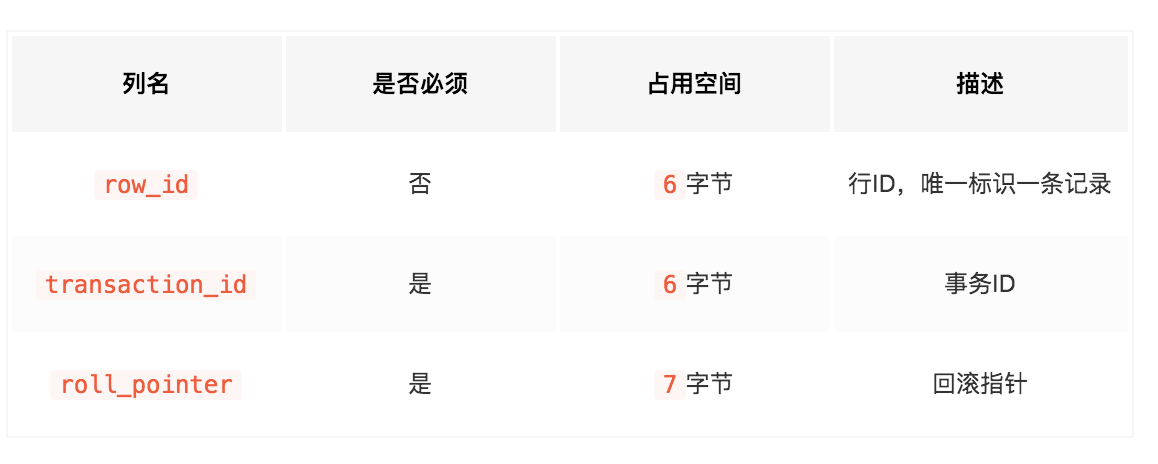 列名 是否必须 占用空间 描述
row_id 否 6 字节 行ID，唯一标识一条记录
transaction_id 是 6 字节 事务ID
roll_pointer 是 7 字节 回滚指针